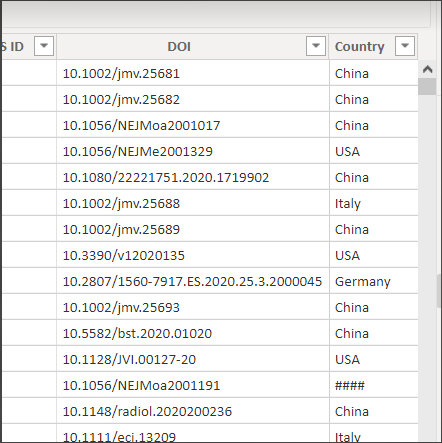 S ID DOI Country
10.1002/jmv.25681 China
10.1002/jmv.25682 China
10.1056/NEJMoa2001017 China
10.1056/NEJMe2001329 USA
10.1080/22221751.2020.1719902 China
10.1002/jmv.25688 Italy
10.1002/jmv.25689 China
10.3390/v12020135 USA
10.2807/1560-7917.ES.2020.25.3.2000045 Germany
10.1002/jmv.25693 China
10.5582/bst.2020.01020 China
10.1128/JVI.00127-20 USA
10.1056/NEJMoa2001191 ####
10.1148/radiol.2020200236 China
10.1111/eci.13209 Italy